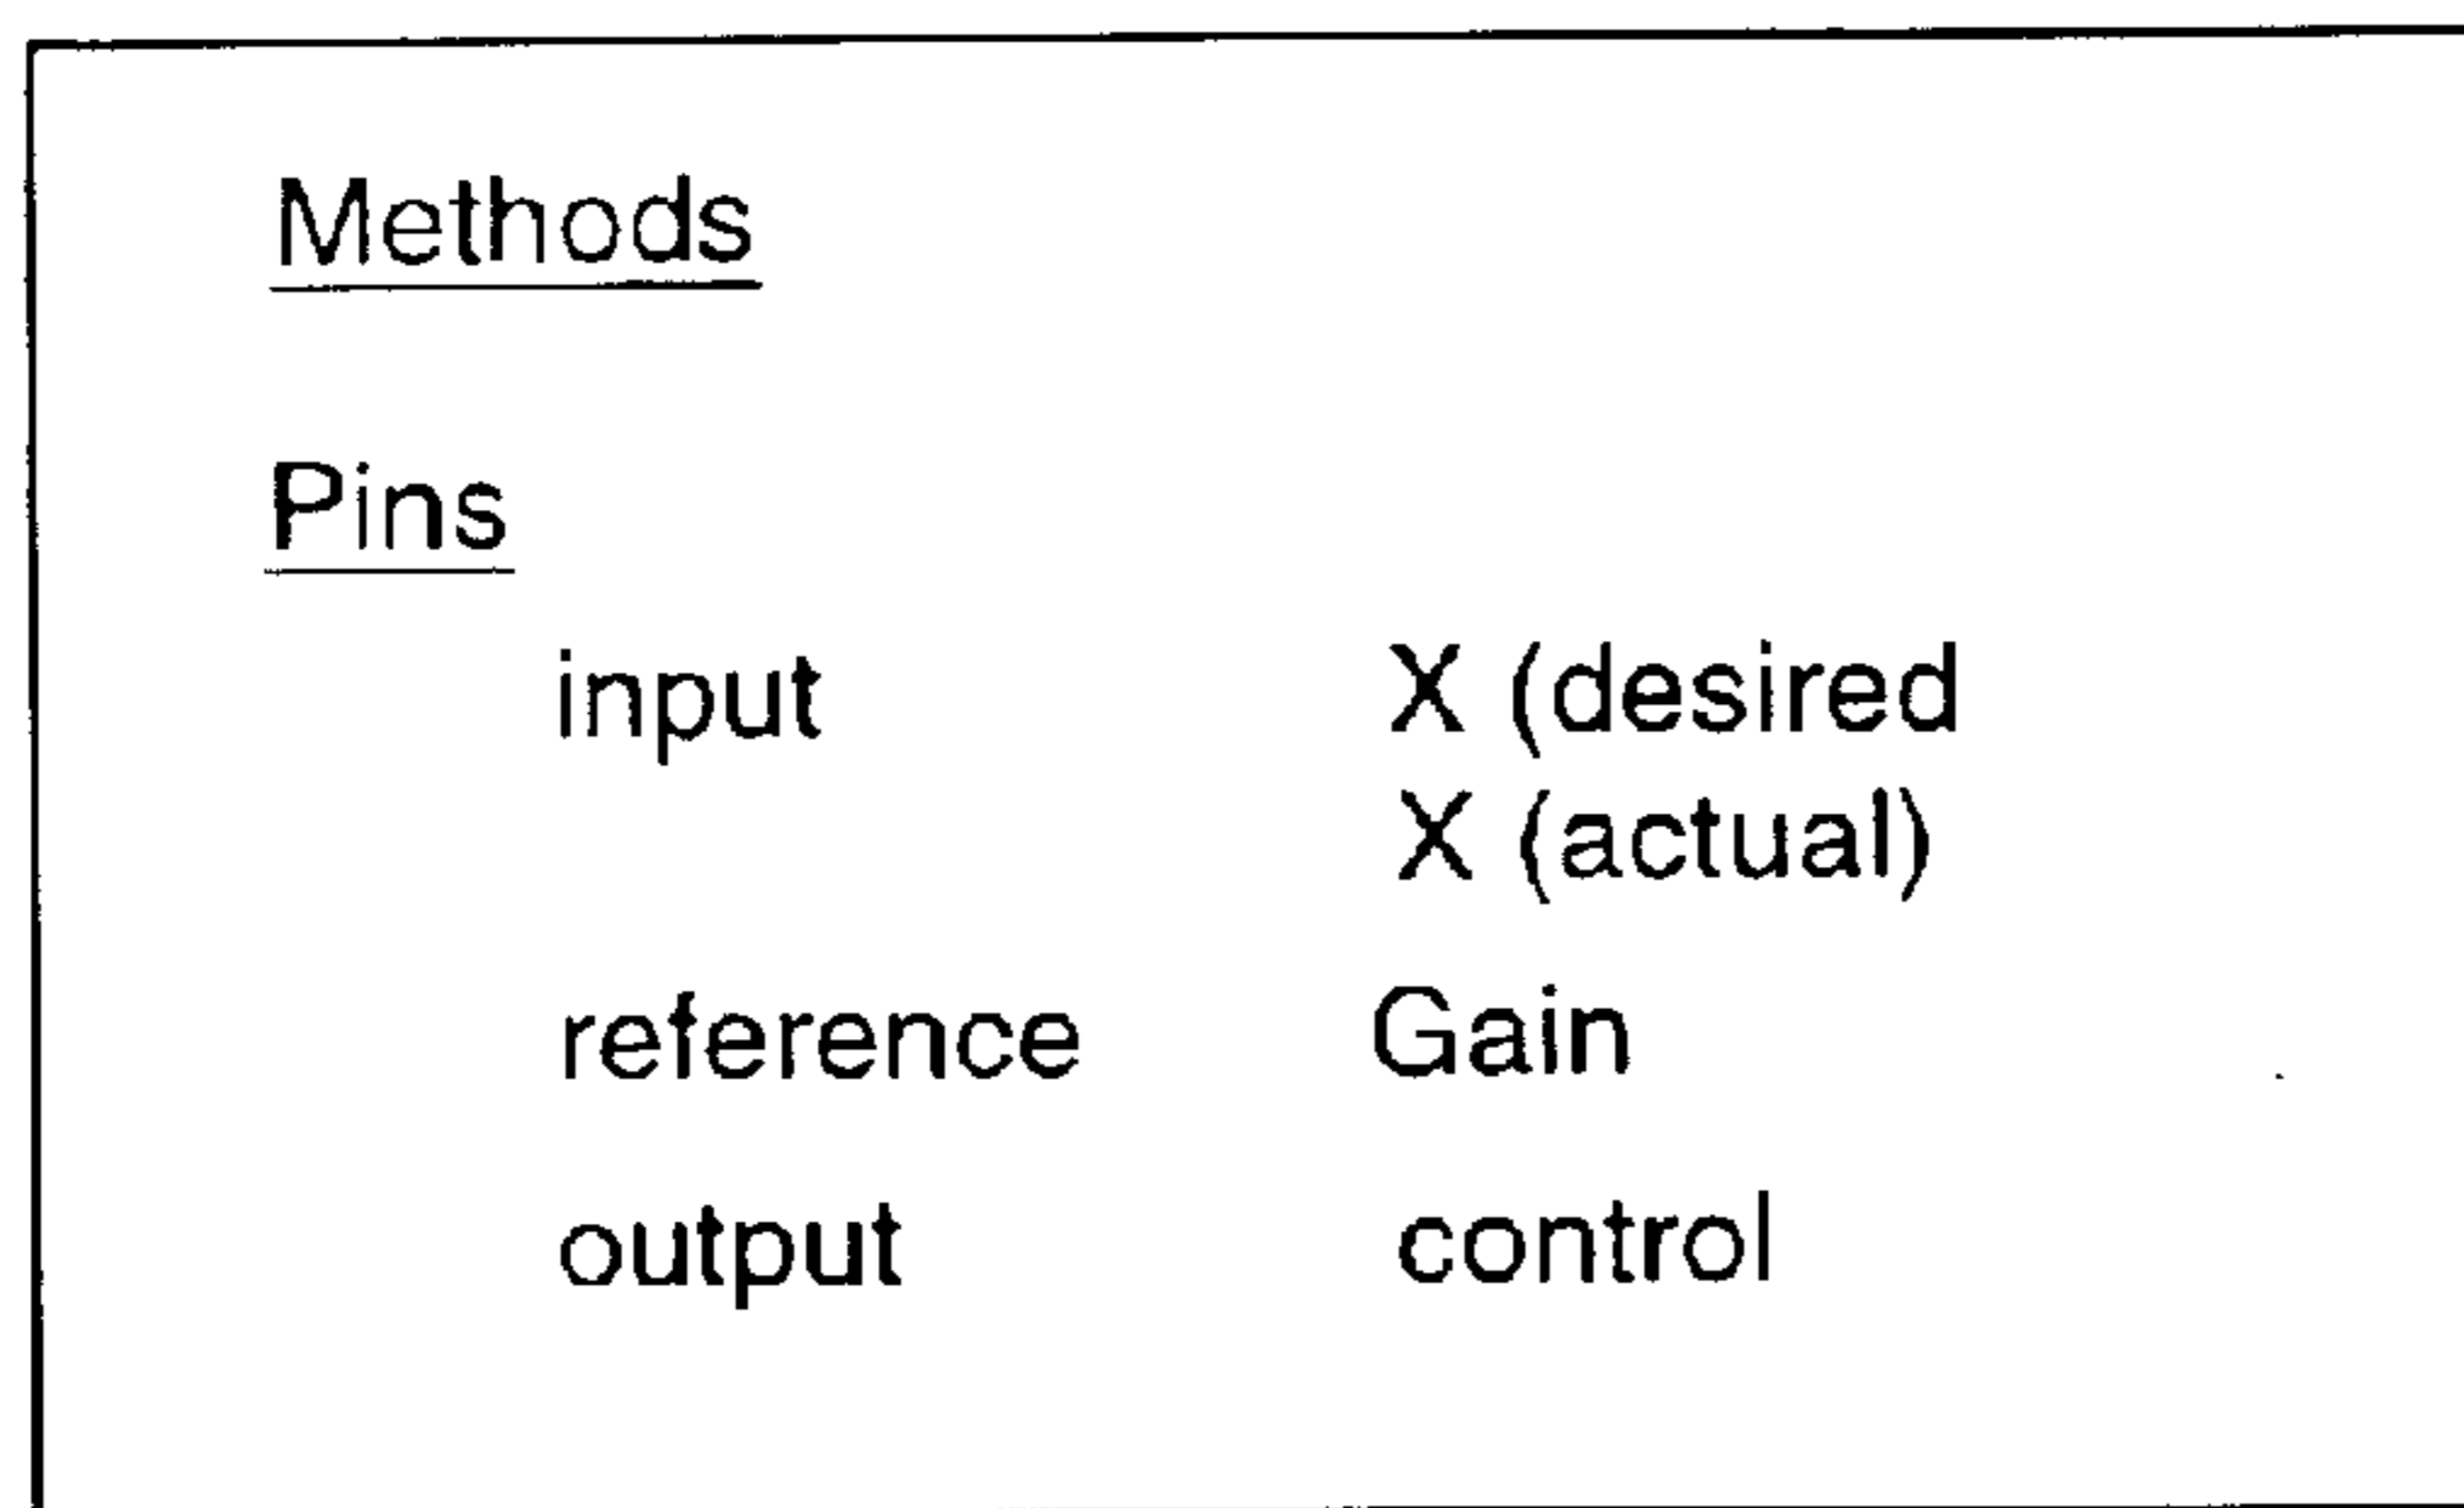 Methods
Pins
input X (desired
X (actual)
reference Gain
output control